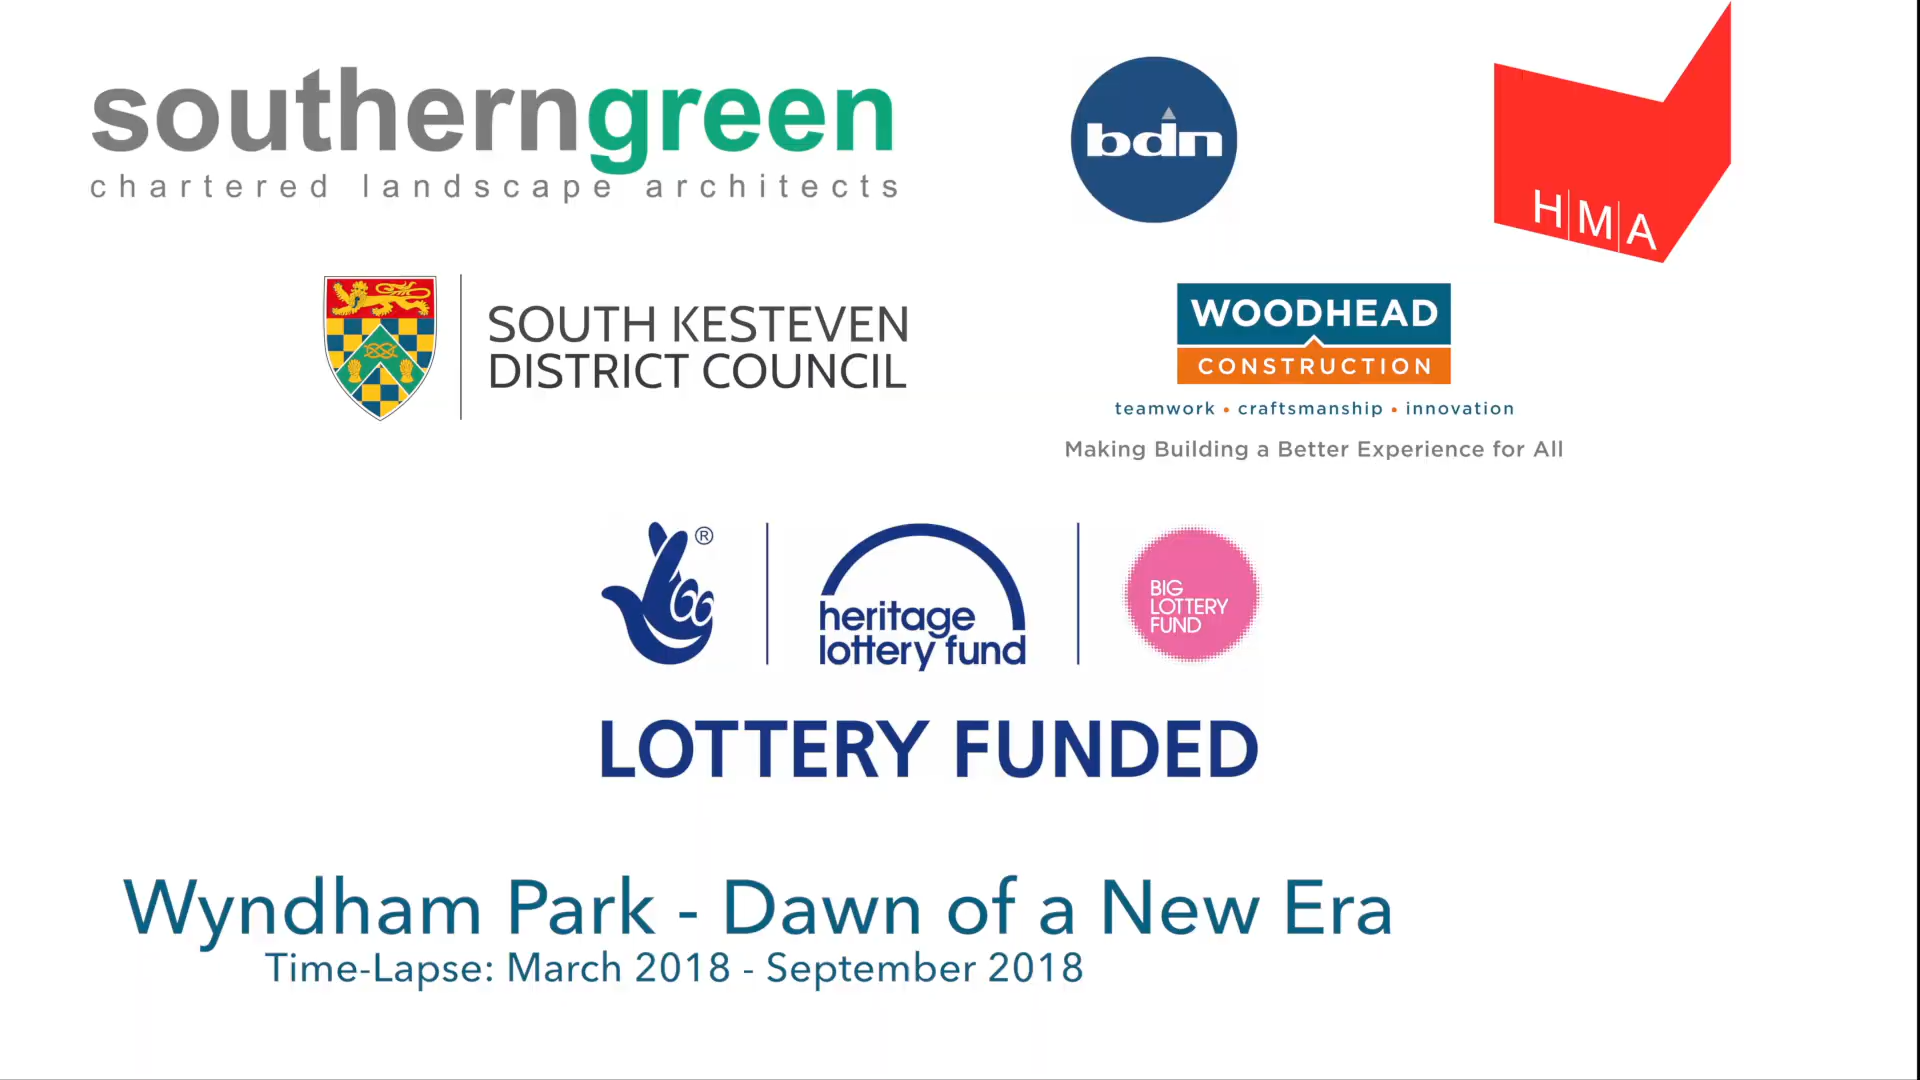 southerngreen
chartered landscape architects
bdn
H|M|A
SOUTH KESTEVEN
DISTRICT COUNCIL
WOODHEAD
CONSTRUCTION
teamwork • craftsmanship • innovation
Making Building a Better Experience for All
®
heritage
lottery fund
BIG
LOTTERY
FUND
LOTTERY FUNDED
Wyndham Park - Dawn of a New Era
Time-Lapse: March 2018 - September 2018